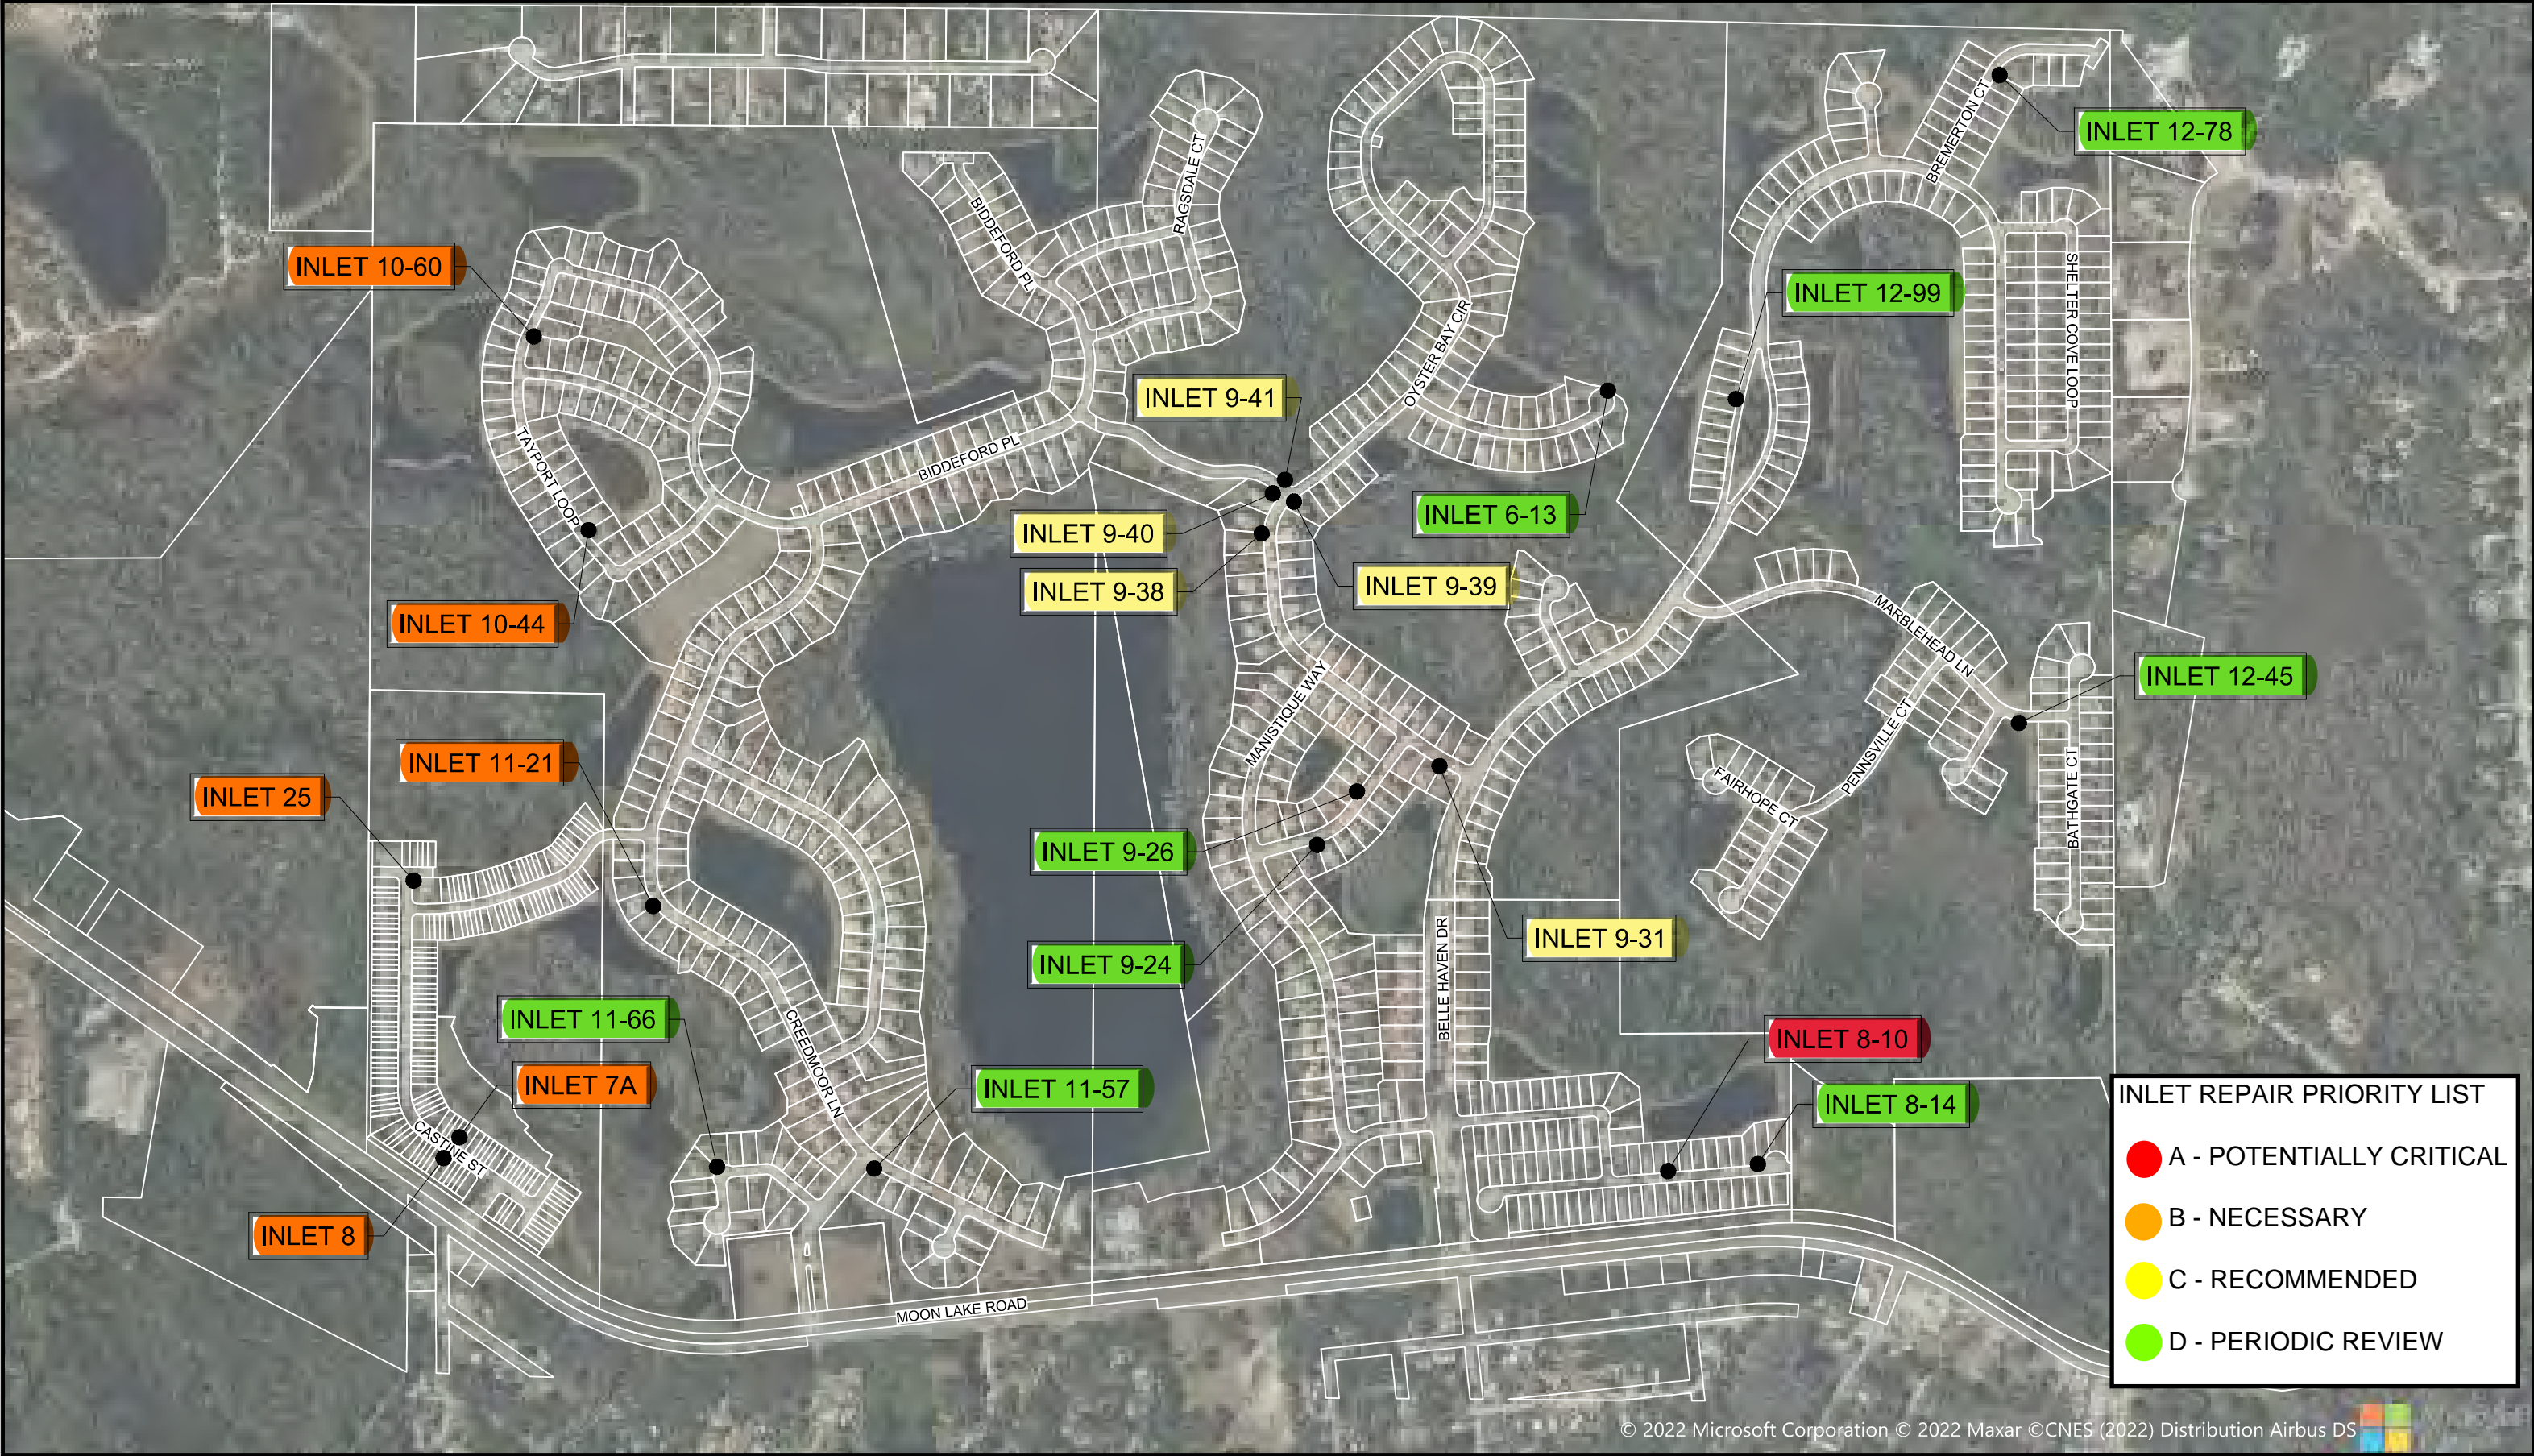 BREMERTON CT
INLET 12-78
RAGSDALE CT
BIDDEFORD PL
INLET 10-60
INLET 12-99
SHELTER COVE LOOP
OYSTER BAY CIR
INLET 9-41
BIDDEFORD PL
TAYPORT LOOP
INLET 6-13
INLET 9-40
INLET 9-38
INLET 9-39
INLET 10-44
MARBLEHEAD LN
INLET 12-45
MANISTIQUE WAY
PENNSVILLE CT
INLET 11-21
INLET 25
FAIRHOPE CT
BATHGATE CT
INLET 9-26
INLET 9-24
BELLE HAVEN DR
INLET 9-31
INLET 11-66
CREEDMOOR LN
INLET 8-10
INLET 7A
INLET 11-57
INLET 8-14
CASTINE ST
INLET 8
MOON LAKE ROAD
INLET REPAIR PRIORITY LIST
A - POTENTIALLY CRITICAL
B - NECESSARY
C - RECOMMENDED
D - PERIODIC REVIEW
© 2022 Microsoft Corporation © 2022 Maxar ©CNES (2022) Distribution Airbus DS